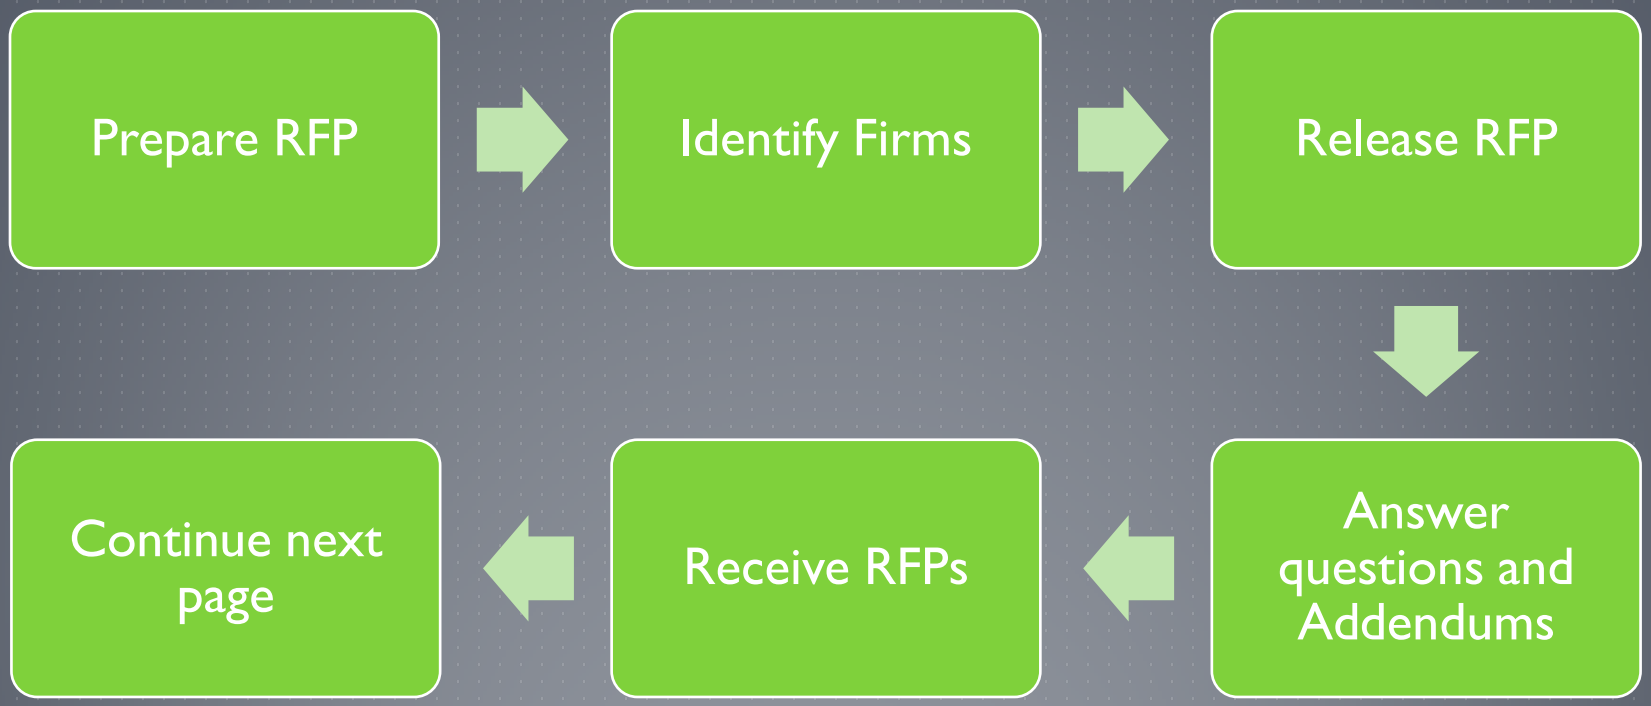 Prepare RFP
Identify Firms
Release RFP
Answer
questions and
Addendums
Receive RFPs
Continue next
page